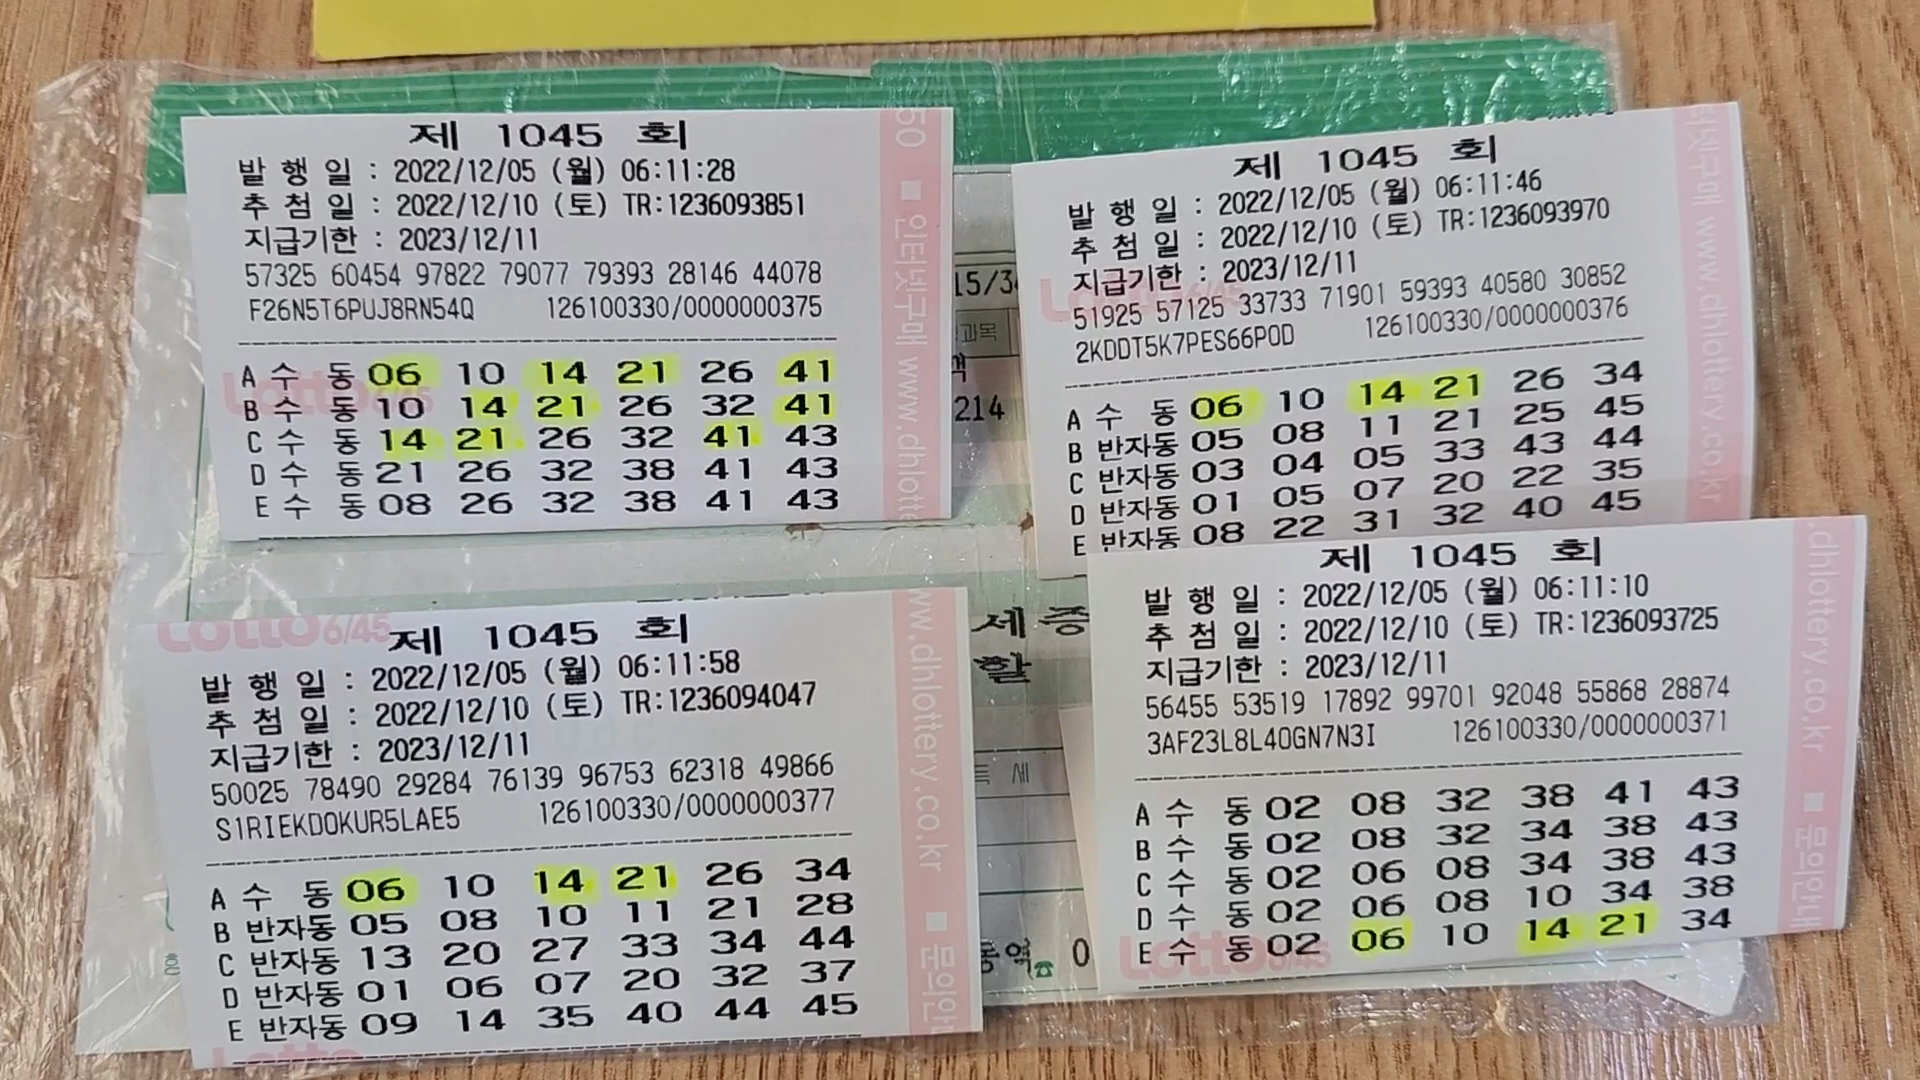 제 1045 회
발 행 일 : 2022/12/05 (월) 06:11:28
추 첨 일 : 2022/12/10 (토) TR:1236093851
지급기한 : 2023/12/11
57325 60454 97822 79077 79393 28146 44078
F26N5T6PUJ8RN54Q 126100330/0000000375
A 수 동 06 10 14 21 26 41
B 수 동 10 14 21 26 32 41
C 수 동 14 21 26 32 41 43
D 수 동 21 26 32 38 41 43
E 수 동 08 26 32 38 41 43
인터넷구매 www.dhlott
제 1045 회
발 행 일 : 2022/12/05 (월) 06:11:46
추 첨 일 : 2022/12/10 (토) TR:1236093970
지급기한 : 2023/12/11
51925 57125 33733 71901 59393 40580 30852
2KDDT5K7PES66P0D 126100330/0000000376
A 수 동 06 10 14 21 26 34
B 반자동 05 08 11 21 25 45
C 반자동 03 04 05 33 43 44
D 반자동 01 05 07 20 22 35
E 반자동 08 22 31 32 40 45
터넷구매 www.dhlottery.co.kr
15/3
과목
214
세 증
할
특 세
Lotto 6/45
제 1045 회
발 행 일 : 2022/12/05 (월) 06:11:58
추 첨 일 : 2022/12/10 (토) TR:1236094047
지급기한 : 2023/12/11
50025 78490 29284 76139 96753 62318 49866
S1RIEKDOKUR5LAE5 126100330/0000000377
A 수 동 06 10 14 21 26 34
B 반자동 05 08 10 11 21 28
C 반자동 13 20 27 33 34 44
D 반자동 01 06 07 20 32 37
E 반자동 09 14 35 40 44 45
Lotto
ww.dhlottery.co.kr ■ 문의안
제 1045 회
발 행 일 : 2022/12/05 (월) 06:11:10
추 첨 일 : 2022/12/10 (토) TR:1236093725
지급기한 : 2023/12/11
56455 53519 17892 99701 92048 55868 28874
3AF23L8L40GN7N3I 126100330/0000000371
A 수 동 02 08 32 38 41 43
B 수 동 02 08 32 34 38 43
C 수 동 02 06 08 34 38 43
D 수 동 02 06 08 10 34 38
E 수 동 02 06 10 14 21 34
.dhlottery.co.kr ■ 문의안내